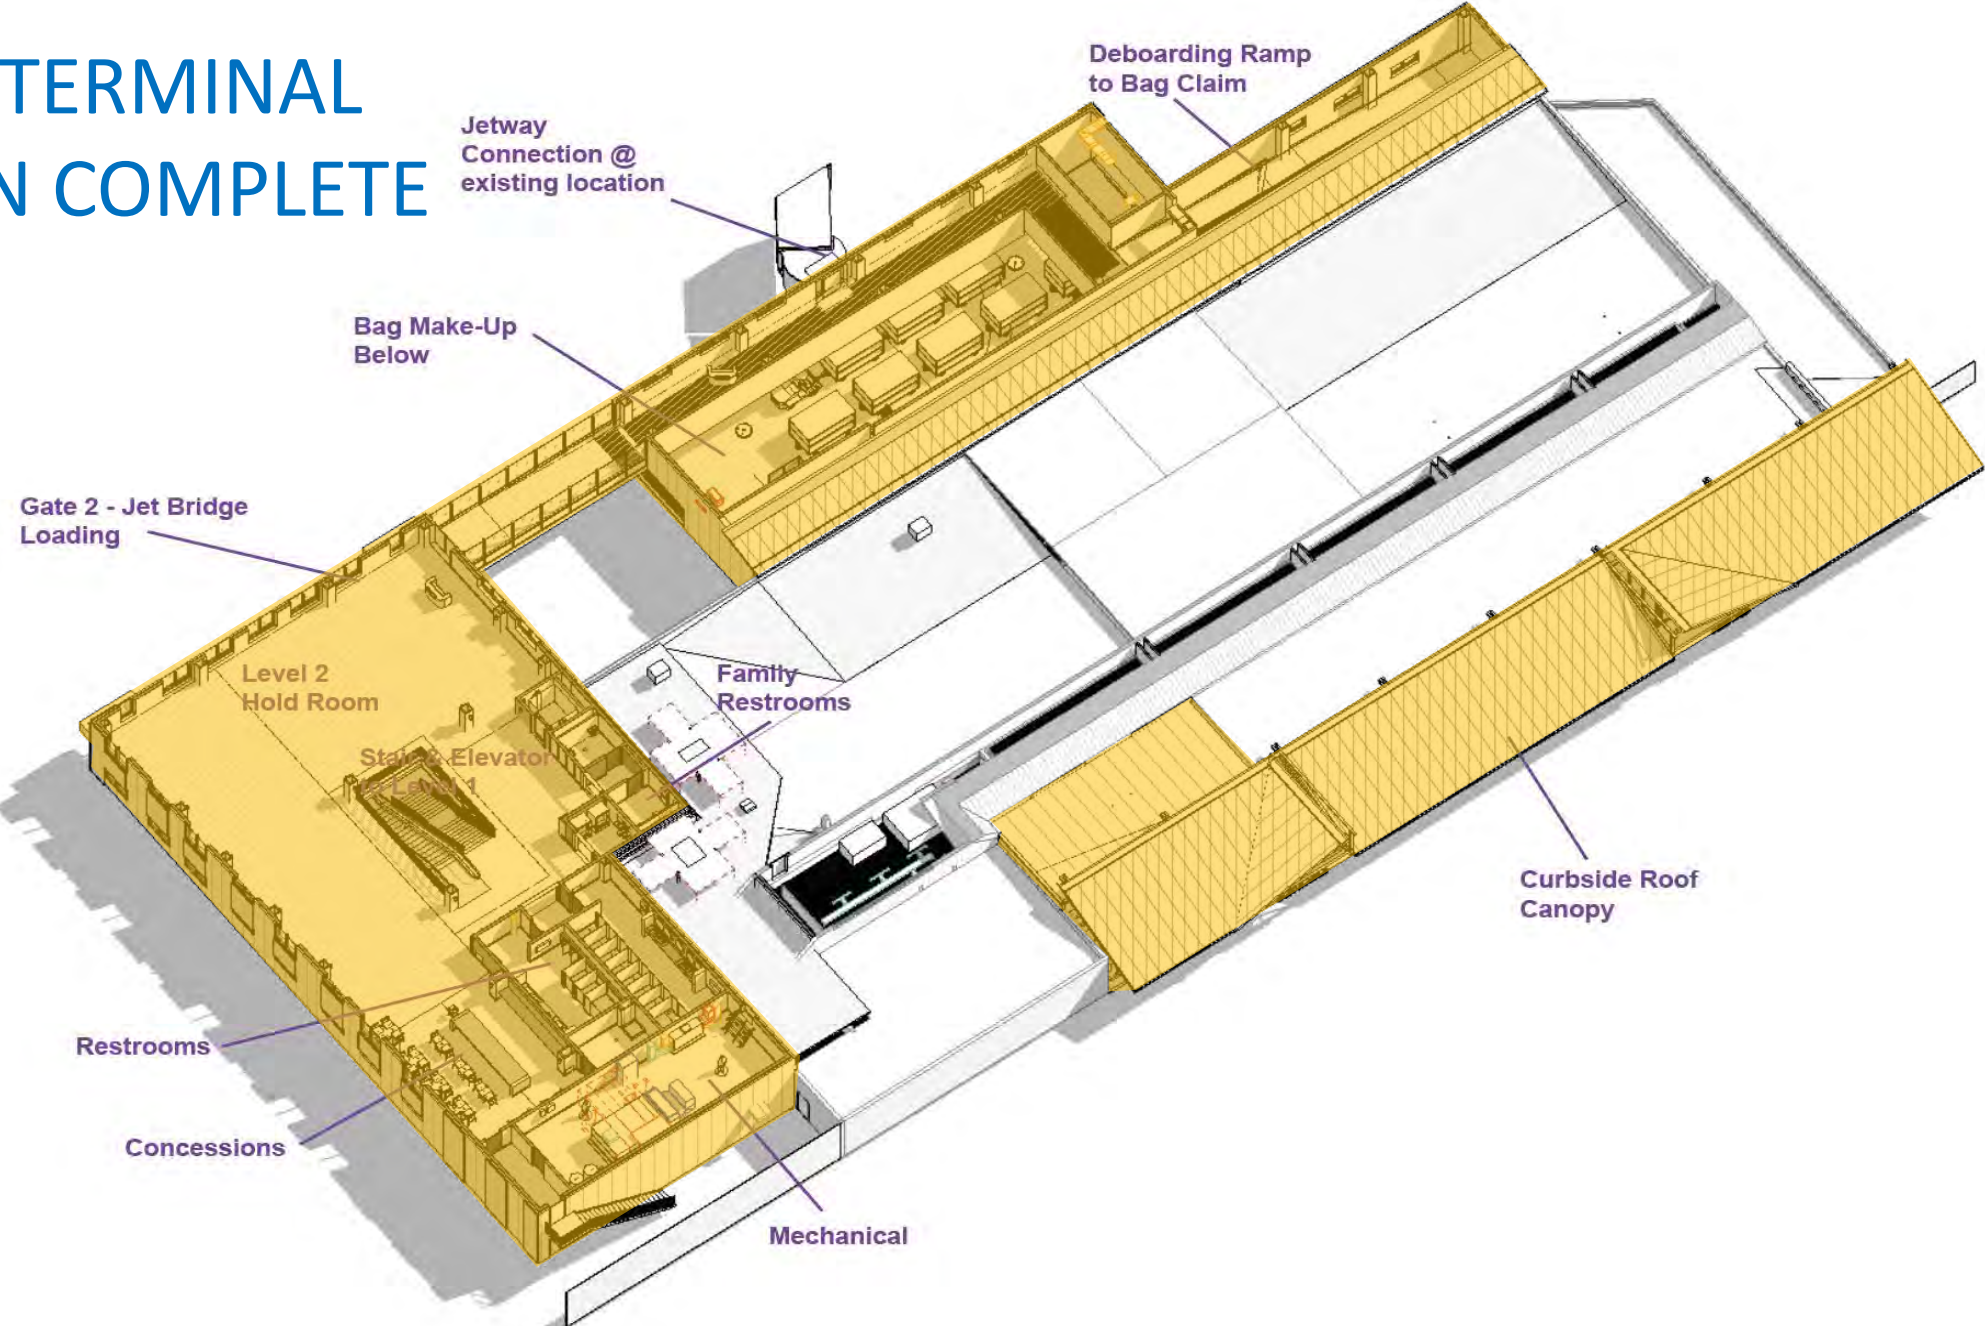 TERMINAL
N COMPLETE
Deboarding Ramp
to Bag Claim
Jetway
Connection @
existing location
Bag Make-Up
Below
Gate 2 - Jet Bridge
Loading
Level 2
Hold Room
Family
Restrooms
Stair & Elevator
to Level 1
Curbside Roof
Canopy
Restrooms
Concessions
Mechanical